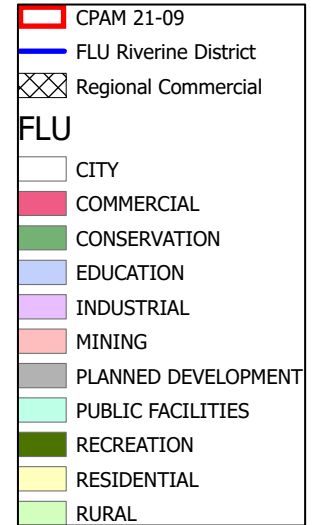 CPAM 21-09
FLU Riverine District
Regional Commercial
FLU
CITY
COMMERCIAL
CONSERVATION
EDUCATION
INDUSTRIAL
MINING
PLANNED DEVELOPMENT
PUBLIC FACILITIES
RECREATION
RESIDENTIAL
RURAL